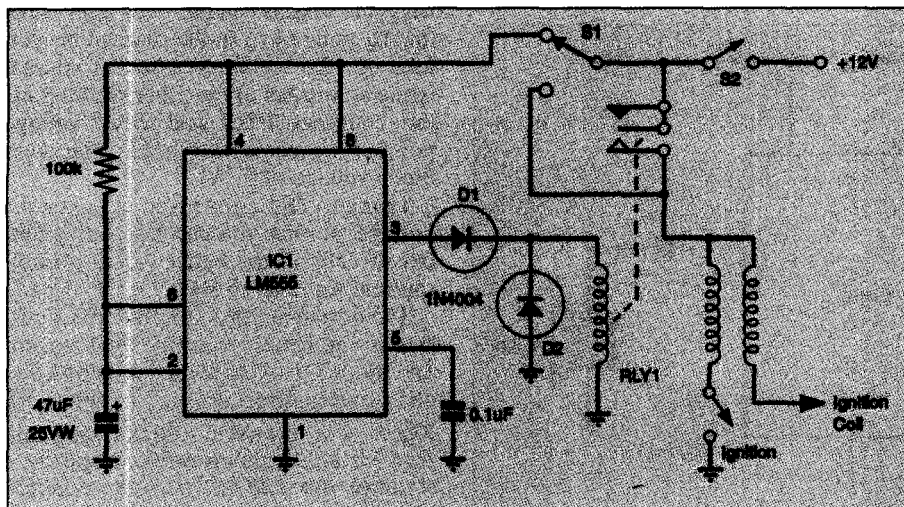 S1
+12V
S2
4
8
100k
D1
3
IC1
LM555
1N4004
6
5
D2
2
RLY1
47uF
25VW
0.1uF
Ignition
Coil
1
Ignition